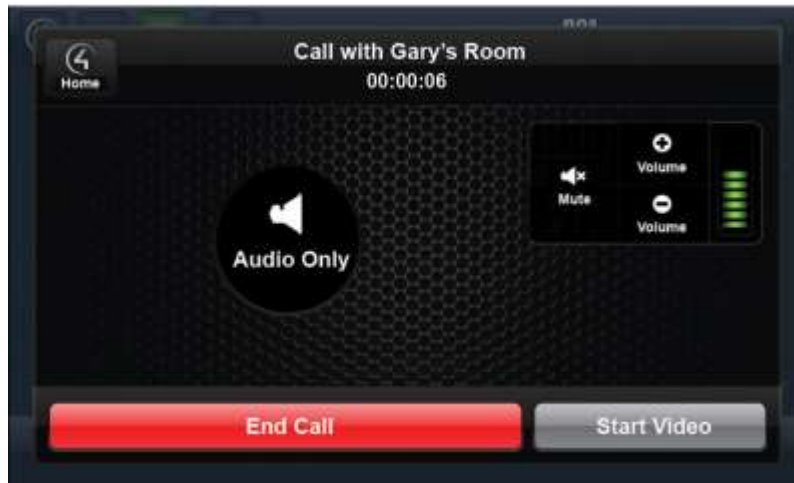 Call with Gary's Room
00:00:06
Home
Mute
Volume
Volume
Audio Only
End Call
Start Video